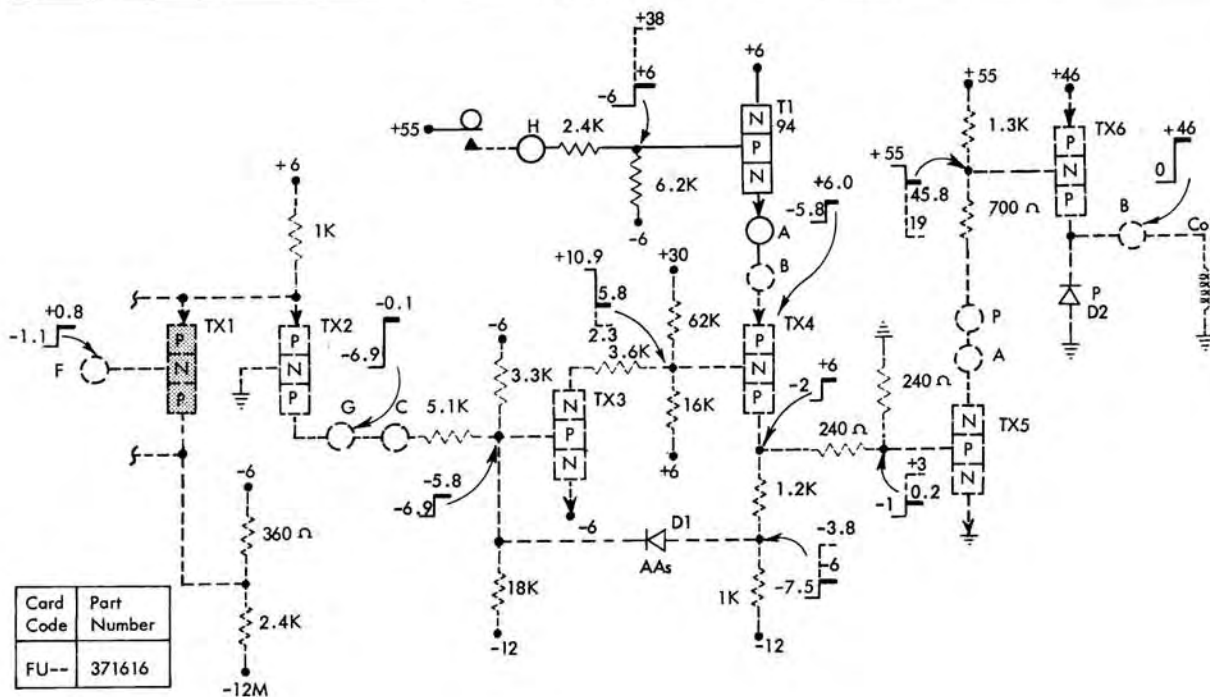 +38
+6
-6
+6
T1
94
N
P
N
+55
H
2.4K
6.2K
-6
+6.0
-5.8
A
B
+55
1.3K
+46
TX6
P
N
P
+46
0
+55
45.8
19
700 Ω
B
Co
P
D2
P
A
+6
1K
+0.8
-1.1
F
TX1
P
N
P
TX2
P
N
P
-0.1
-6.9
G
C
5.1K
-6
3.3K
+10.9
5.8
2.3
3.6K
+30
62K
16K
+6
TX3
N
P
N
-6
TX4
P
N
P
+6
-2
240 Ω
240 Ω
+3
0.2
-1
TX5
N
P
N
-5.8
-6.9
1.2K
D1
AAs
-3.8
-6
-7.5
1K
-12
18K
-12
-6
360 Ω
2.4K
-12M
Card Code Part Number
FU-- 371616